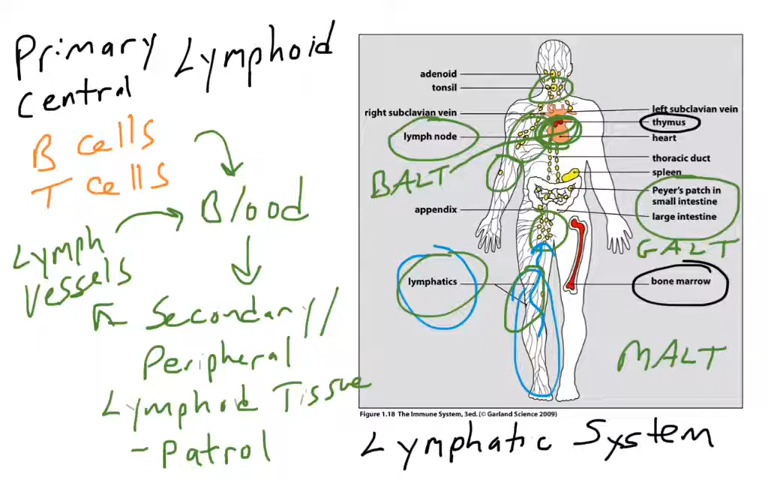 Primary Lymphoid
Central
B cells
T cells
Blood
Lymph
Vessels
Secondary/
Peripheral
Lymphoid Tissue
- Patrol
adenoid
tonsil
right subclavian vein
lymph node
BALT
appendix
lymphatics
left subclavian vein
thymus
heart
thoracic duct
spleen
Peyer's patch in
small intestine
large intestine
GALT
bone marrow
MALT
Figure 1.18 The Immune System, 3ed. (© Garland Science 2009)
Lymphatic System